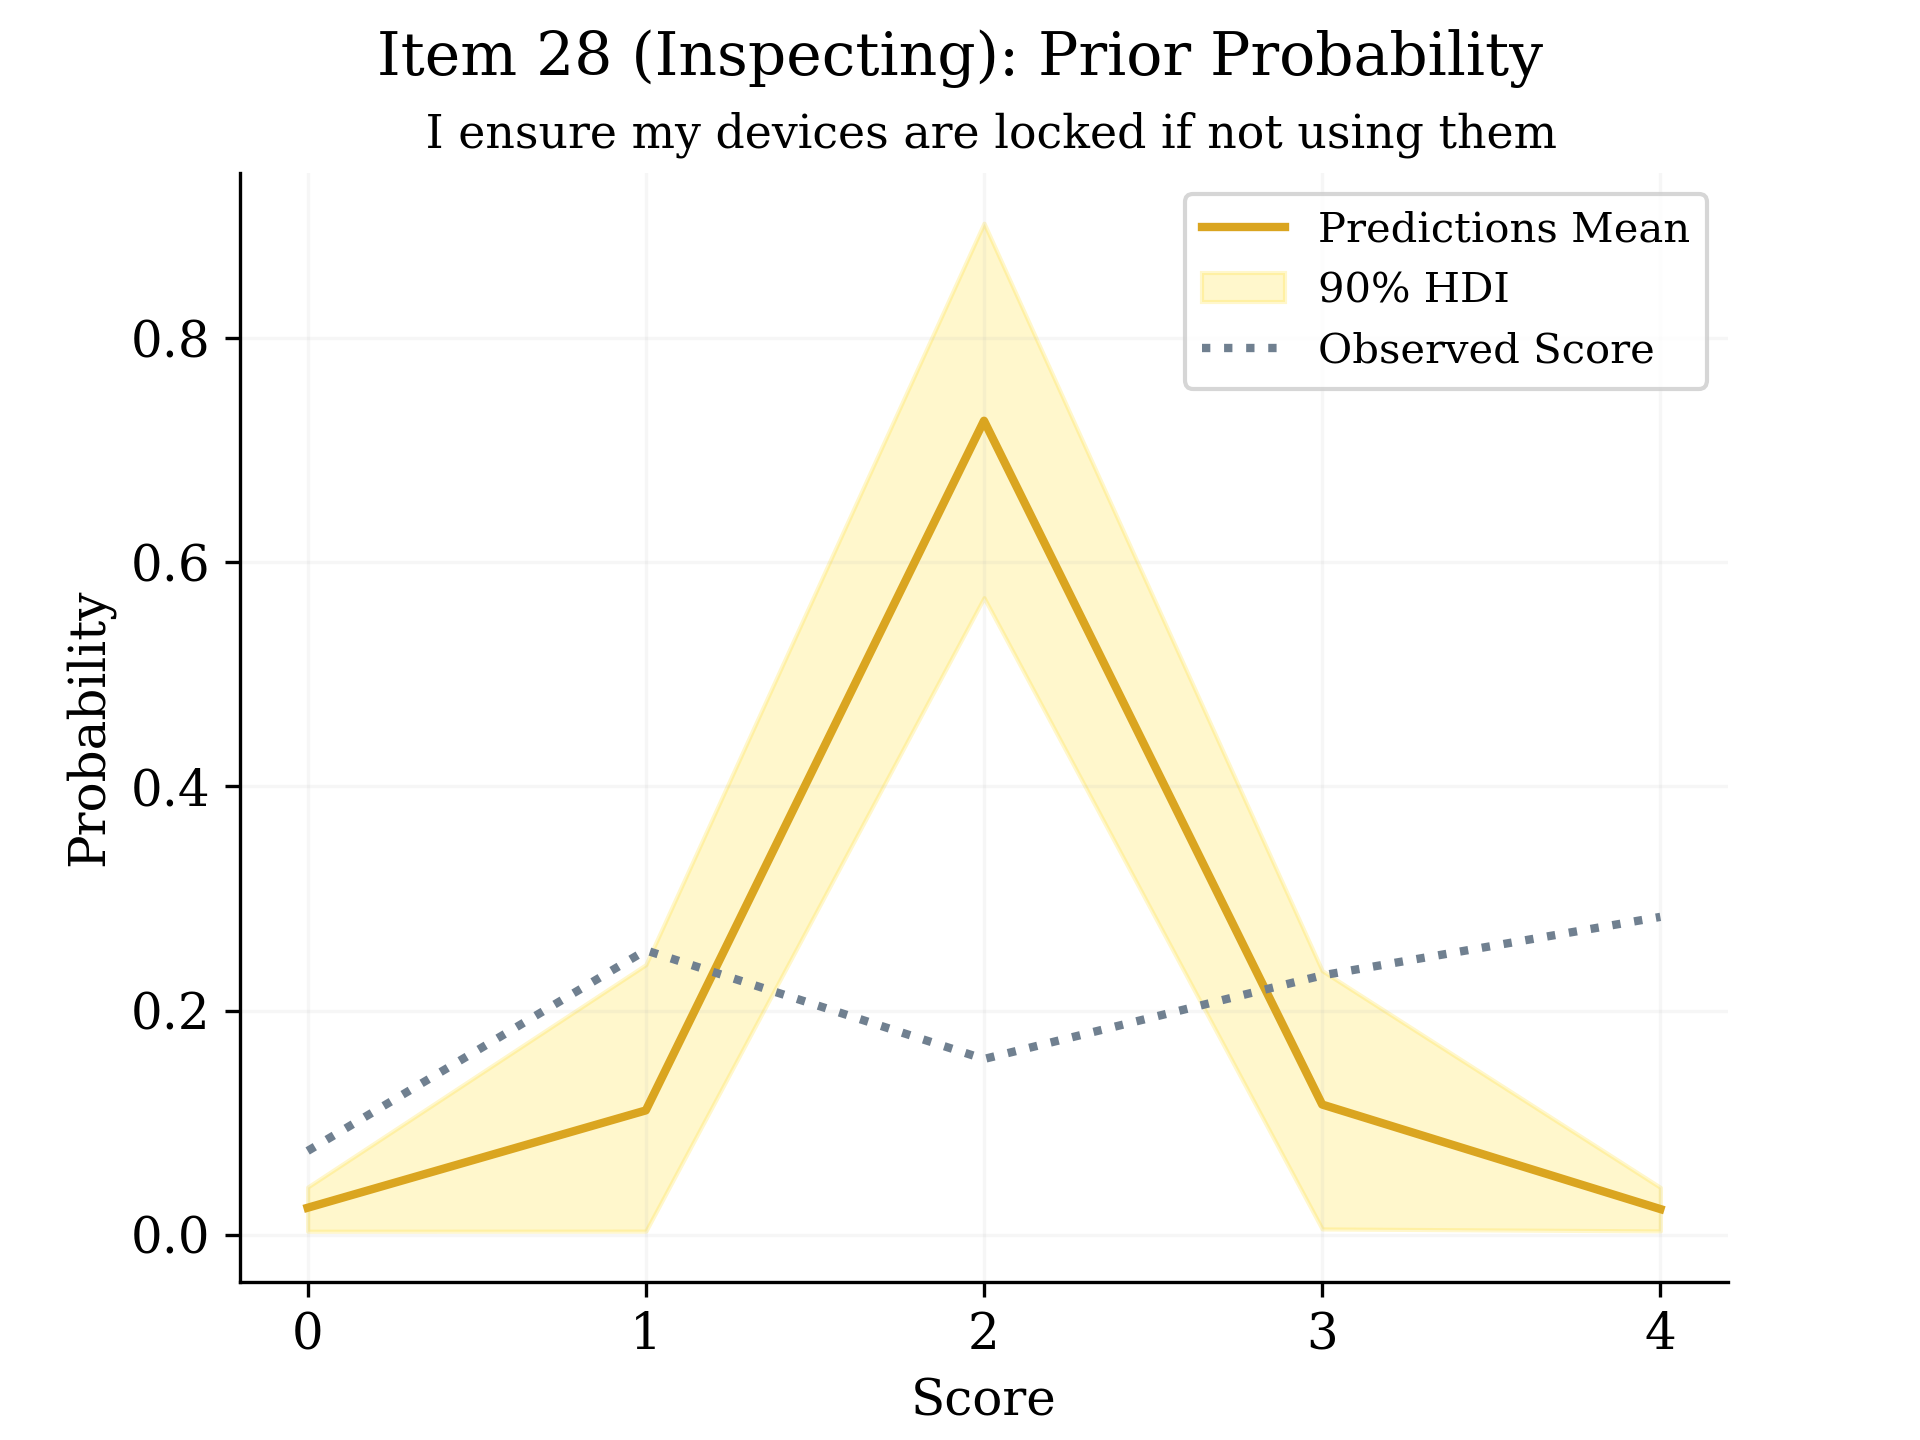 Item 28 (Inspecting): Prior Probability
I ensure my devices are locked if not using them
Predictions Mean
90% HDI
Observed Score
Probability
0.8
0.6
0.4
0.2
0.0
0 1 2 3 4
Score